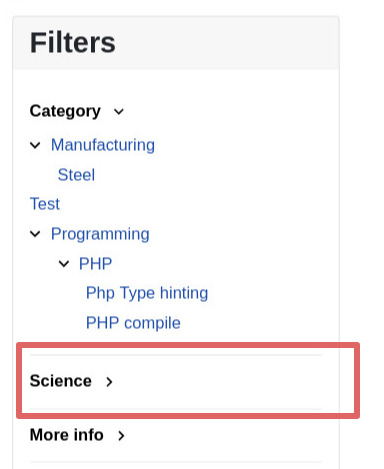 Filters
Category
Manufacturing
Steel
Test
Programming
PHP
Php Type hinting
PHP compile
Science
More info